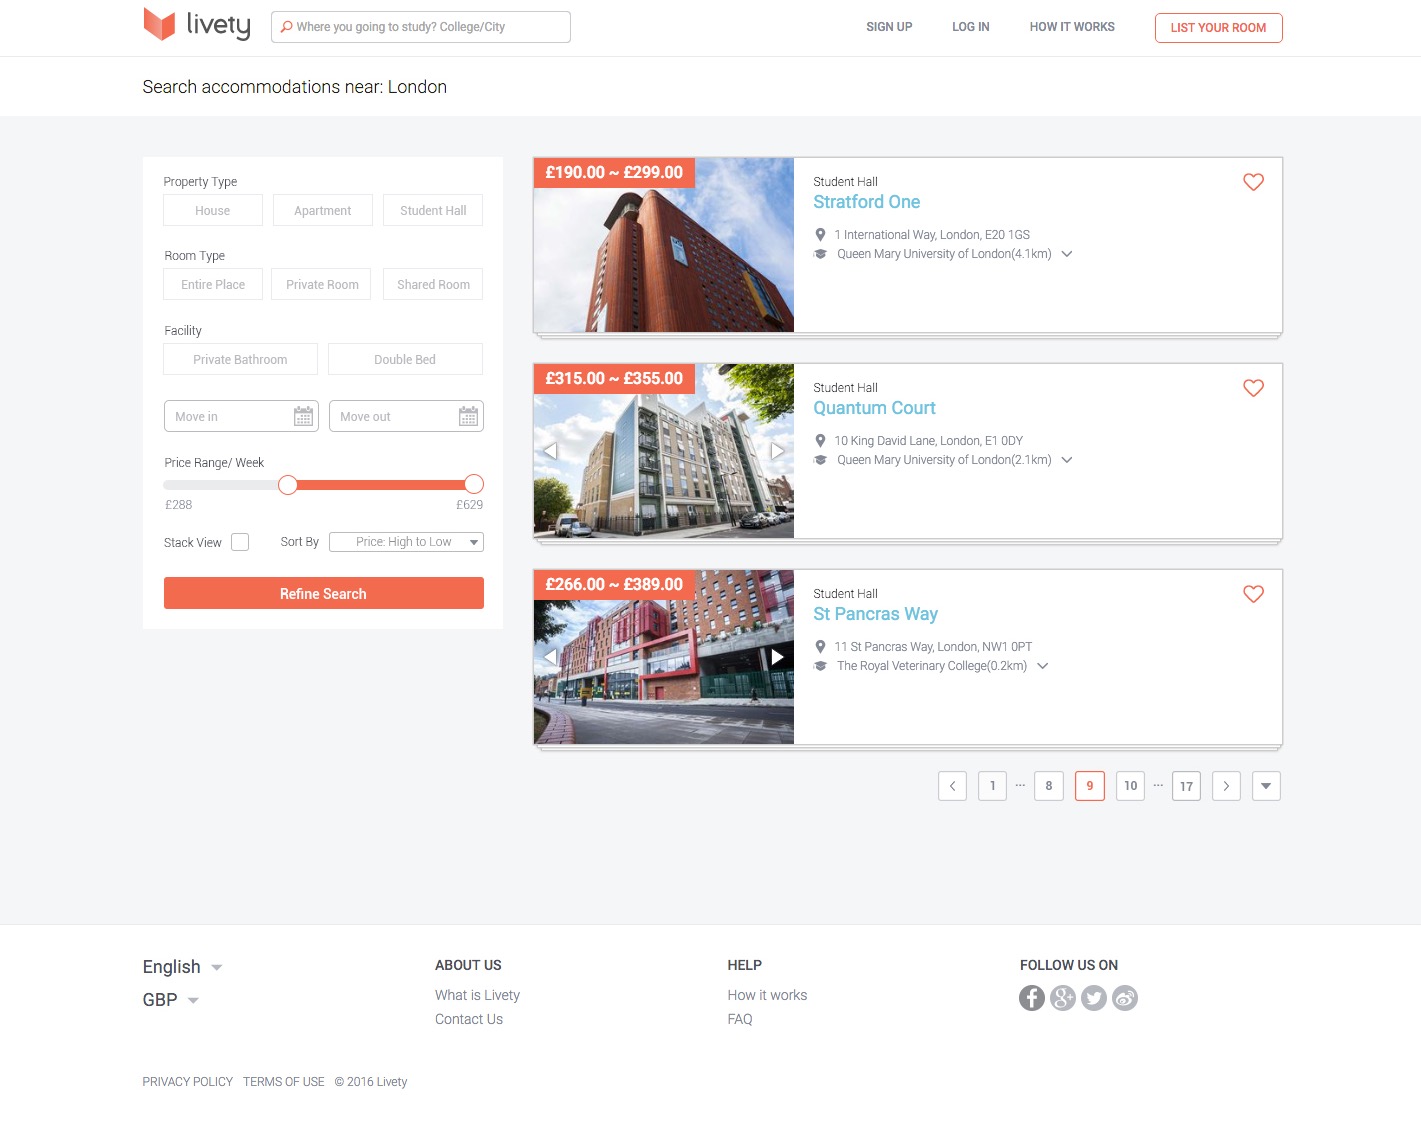 livety
Where you going to study? College/City
SIGN UP
LOG IN
HOW IT WORKS
LIST YOUR ROOM
Search accommodations near: London
Property Type
House
Apartment
Student Hall
Room Type
Entire Place
Private Room
Shared Room
Facility
Private Bathroom
Double Bed
Move in
Move out
Price Range/ Week
£288
£629
Stack View
Sort By
Price: High to Low
Refine Search
£190.00 ~ £299.00
Student Hall
Stratford One
1 International Way, London, E20 1GS
Queen Mary University of London(4.1km)
£315.00 ~ £355.00
Student Hall
Quantum Court
10 King David Lane, London, E1 0DY
Queen Mary University of London(2.1km)
£266.00 ~ £389.00
Student Hall
St Pancras Way
11 St Pancras Way, London, NW1 0PT
The Royal Veterinary College(0.2km)
1 ... 8 9 10 ... 17
English
GBP
ABOUT US
What is Livety
Contact Us
HELP
How it works
FAQ
FOLLOW US ON
PRIVACY POLICY TERMS OF USE © 2016 Livety